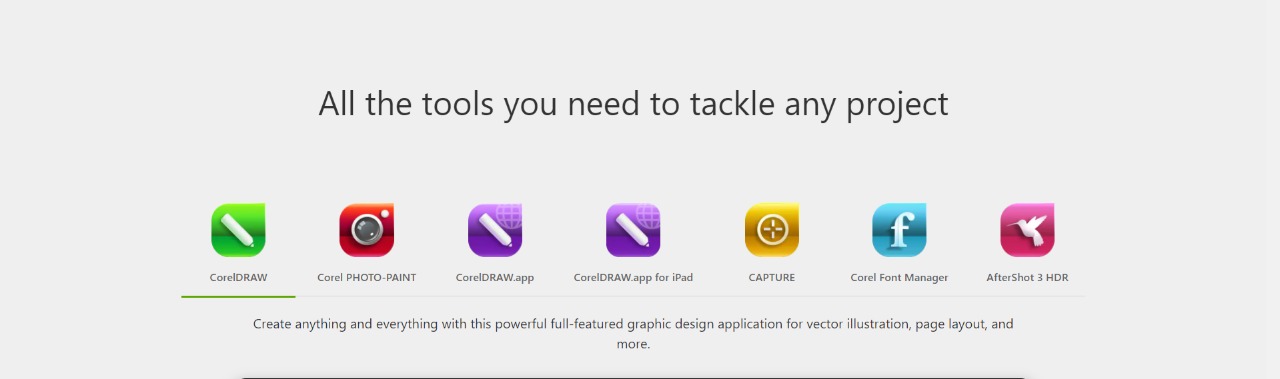 All the tools you need to tackle any project
CorelDRAW
Corel PHOTO-PAINT
CorelDRAW.app
CorelDRAW.app for iPad
CAPTURE
Corel Font Manager
AfterShot 3 HDR
Create anything and everything with this powerful full-featured graphic design application for vector illustration, page layout, and
more.